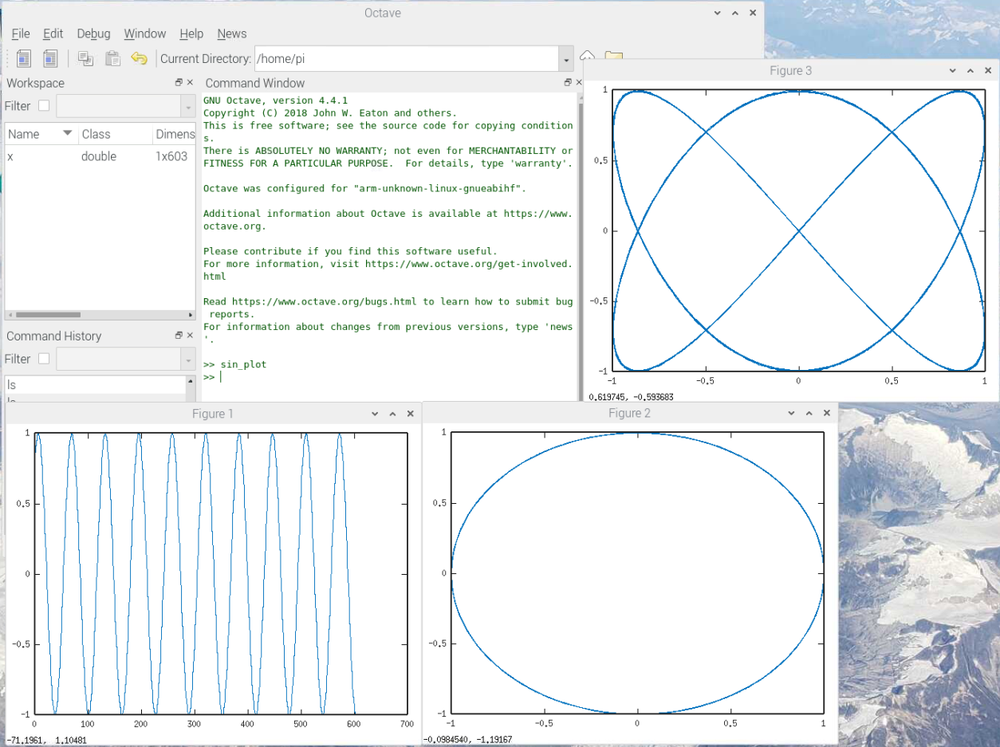 Octave
File Edit Debug Window Help News
Current Directory: /home/pi
Workspace
Filter
Name Class Dimens
x double 1x603
Command History
Filter
ls
Command Window
GNU Octave, version 4.4.1
Copyright (C) 2018 John W. Eaton and others.
This is free software; see the source code for copying condition
s.
There is ABSOLUTELY NO WARRANTY; not even for MERCHANTABILITY or
FITNESS FOR A PARTICULAR PURPOSE.  For details, type 'warranty'.
Octave was configured for "arm-unknown-linux-gnueabihf".
Additional information about Octave is available at https://www.
octave.org.
Please contribute if you find this software useful.
For more information, visit https://www.octave.org/get-involved.
html
Read https://www.octave.org/bugs.html to learn how to submit bug
 reports.
For information about changes from previous versions, type 'news
'.
>> sin_plot
>>
Figure 3
1
0.5
0
-0.5
-1
-1 -0.5 0 0.5 1
0.619745, -0.593683
Figure 1
1
0.5
0
-0.5
-1
0 100 200 300 400 500 600 700
-71.1961, 1.10481
Figure 2
1
0.5
0
-0.5
-1
-1 -0.5 0 0.5 1
-0.0984540, -1.19167